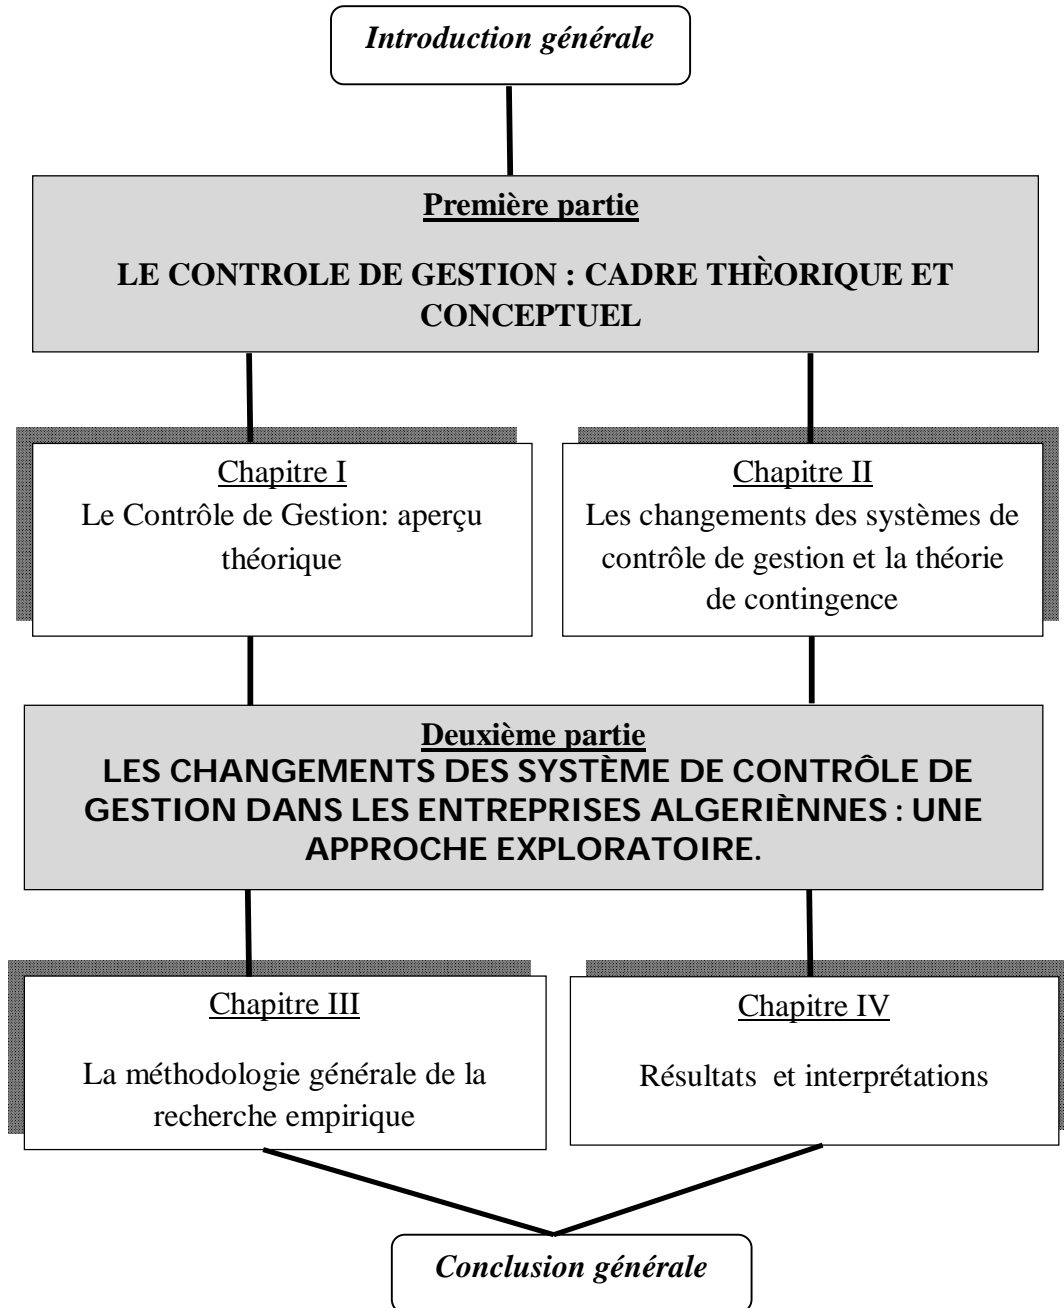 Introduction générale
Première partie
LE CONTROLE DE GESTION : CADRE THÈORIQUE ET
CONCEPTUEL
Chapitre I
Le Contrôle de Gestion: aperçu
théorique
Chapitre II
Les changements des systèmes de
contrôle de gestion et la théorie
de contingence
Deuxième partie
LES CHANGEMENTS DES SYSTÈME DE CONTRÔLE DE
GESTION DANS LES ENTREPRISES ALGERIÈNNES : UNE
APPROCHE EXPLORATOIRE.
Chapitre III
La méthodologie générale de la
recherche empirique
Chapitre IV
Résultats et interprétations
Conclusion générale